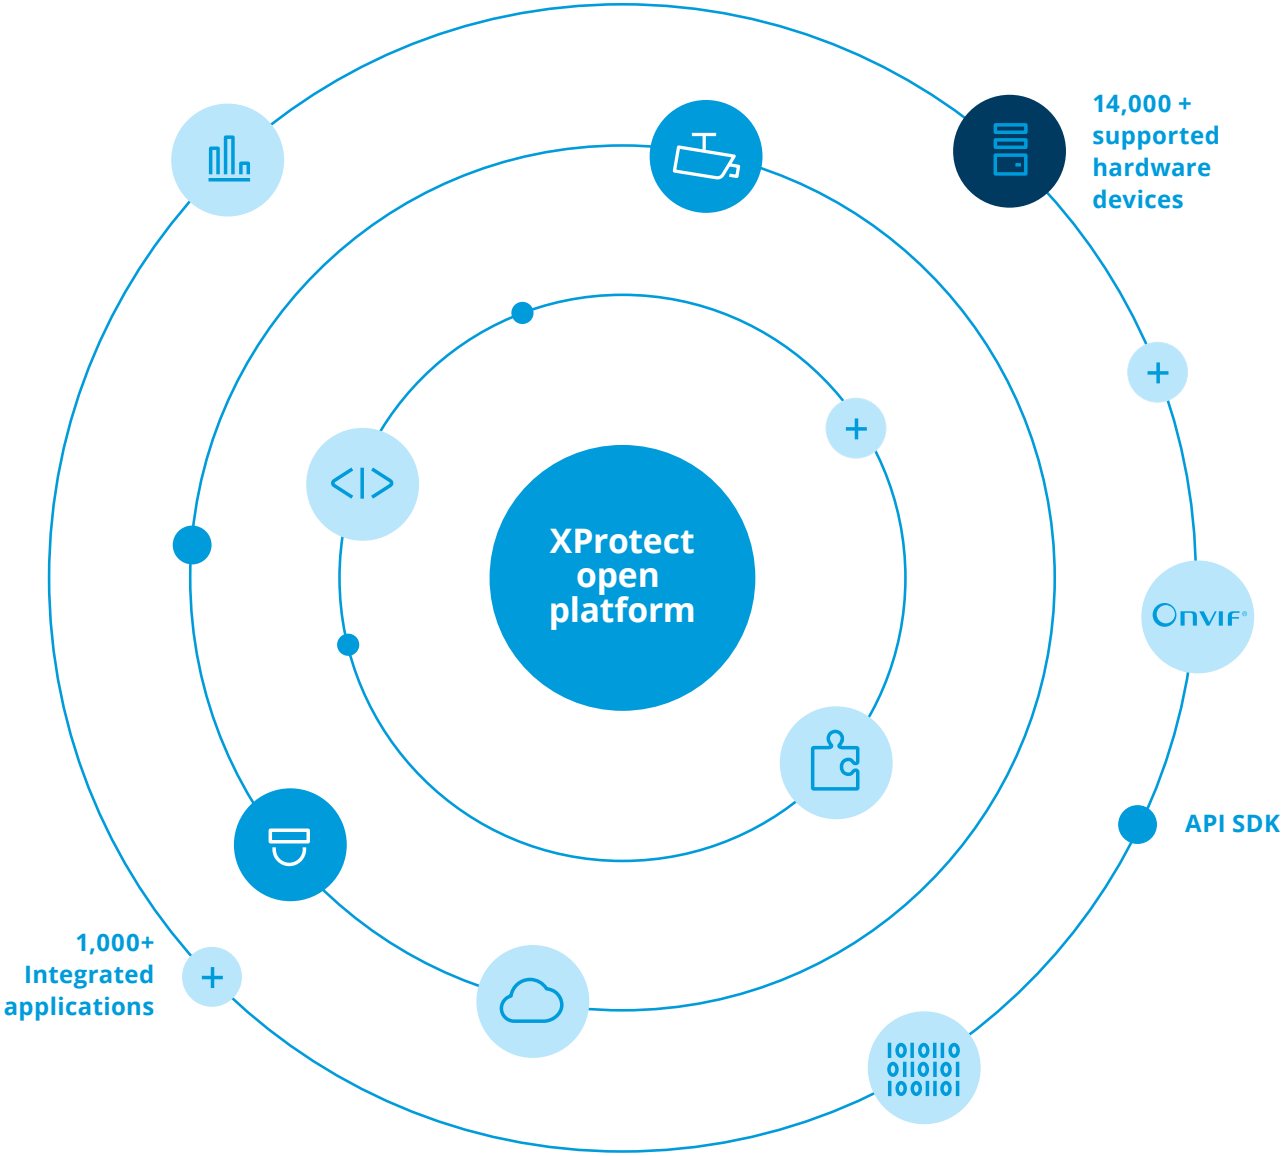 14,000 +
supported
hardware
devices
+
+
XProtect
open
platform
ONVIF®
API SDK
1,000+
Integrated
applications
+
1010110
0110101
1001101